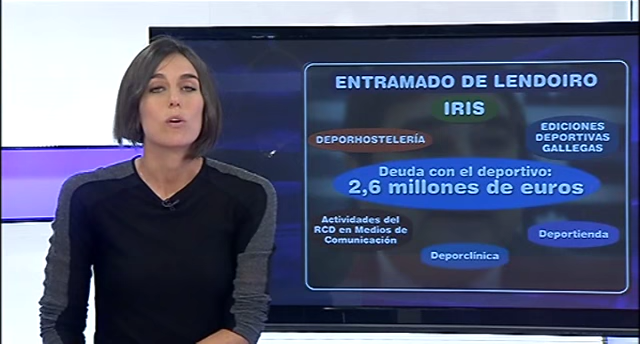 ENTRAMADO DE LENDOIRO
IRIS
DEPORHOSTELERÍA
EDICIONES
DEPORTIVAS
GALLEGAS
Deuda con el deportivo:
2,6 millones de euros
Actividades del
RCD en Medios de
Comunicación
Deportienda
Deporclínica